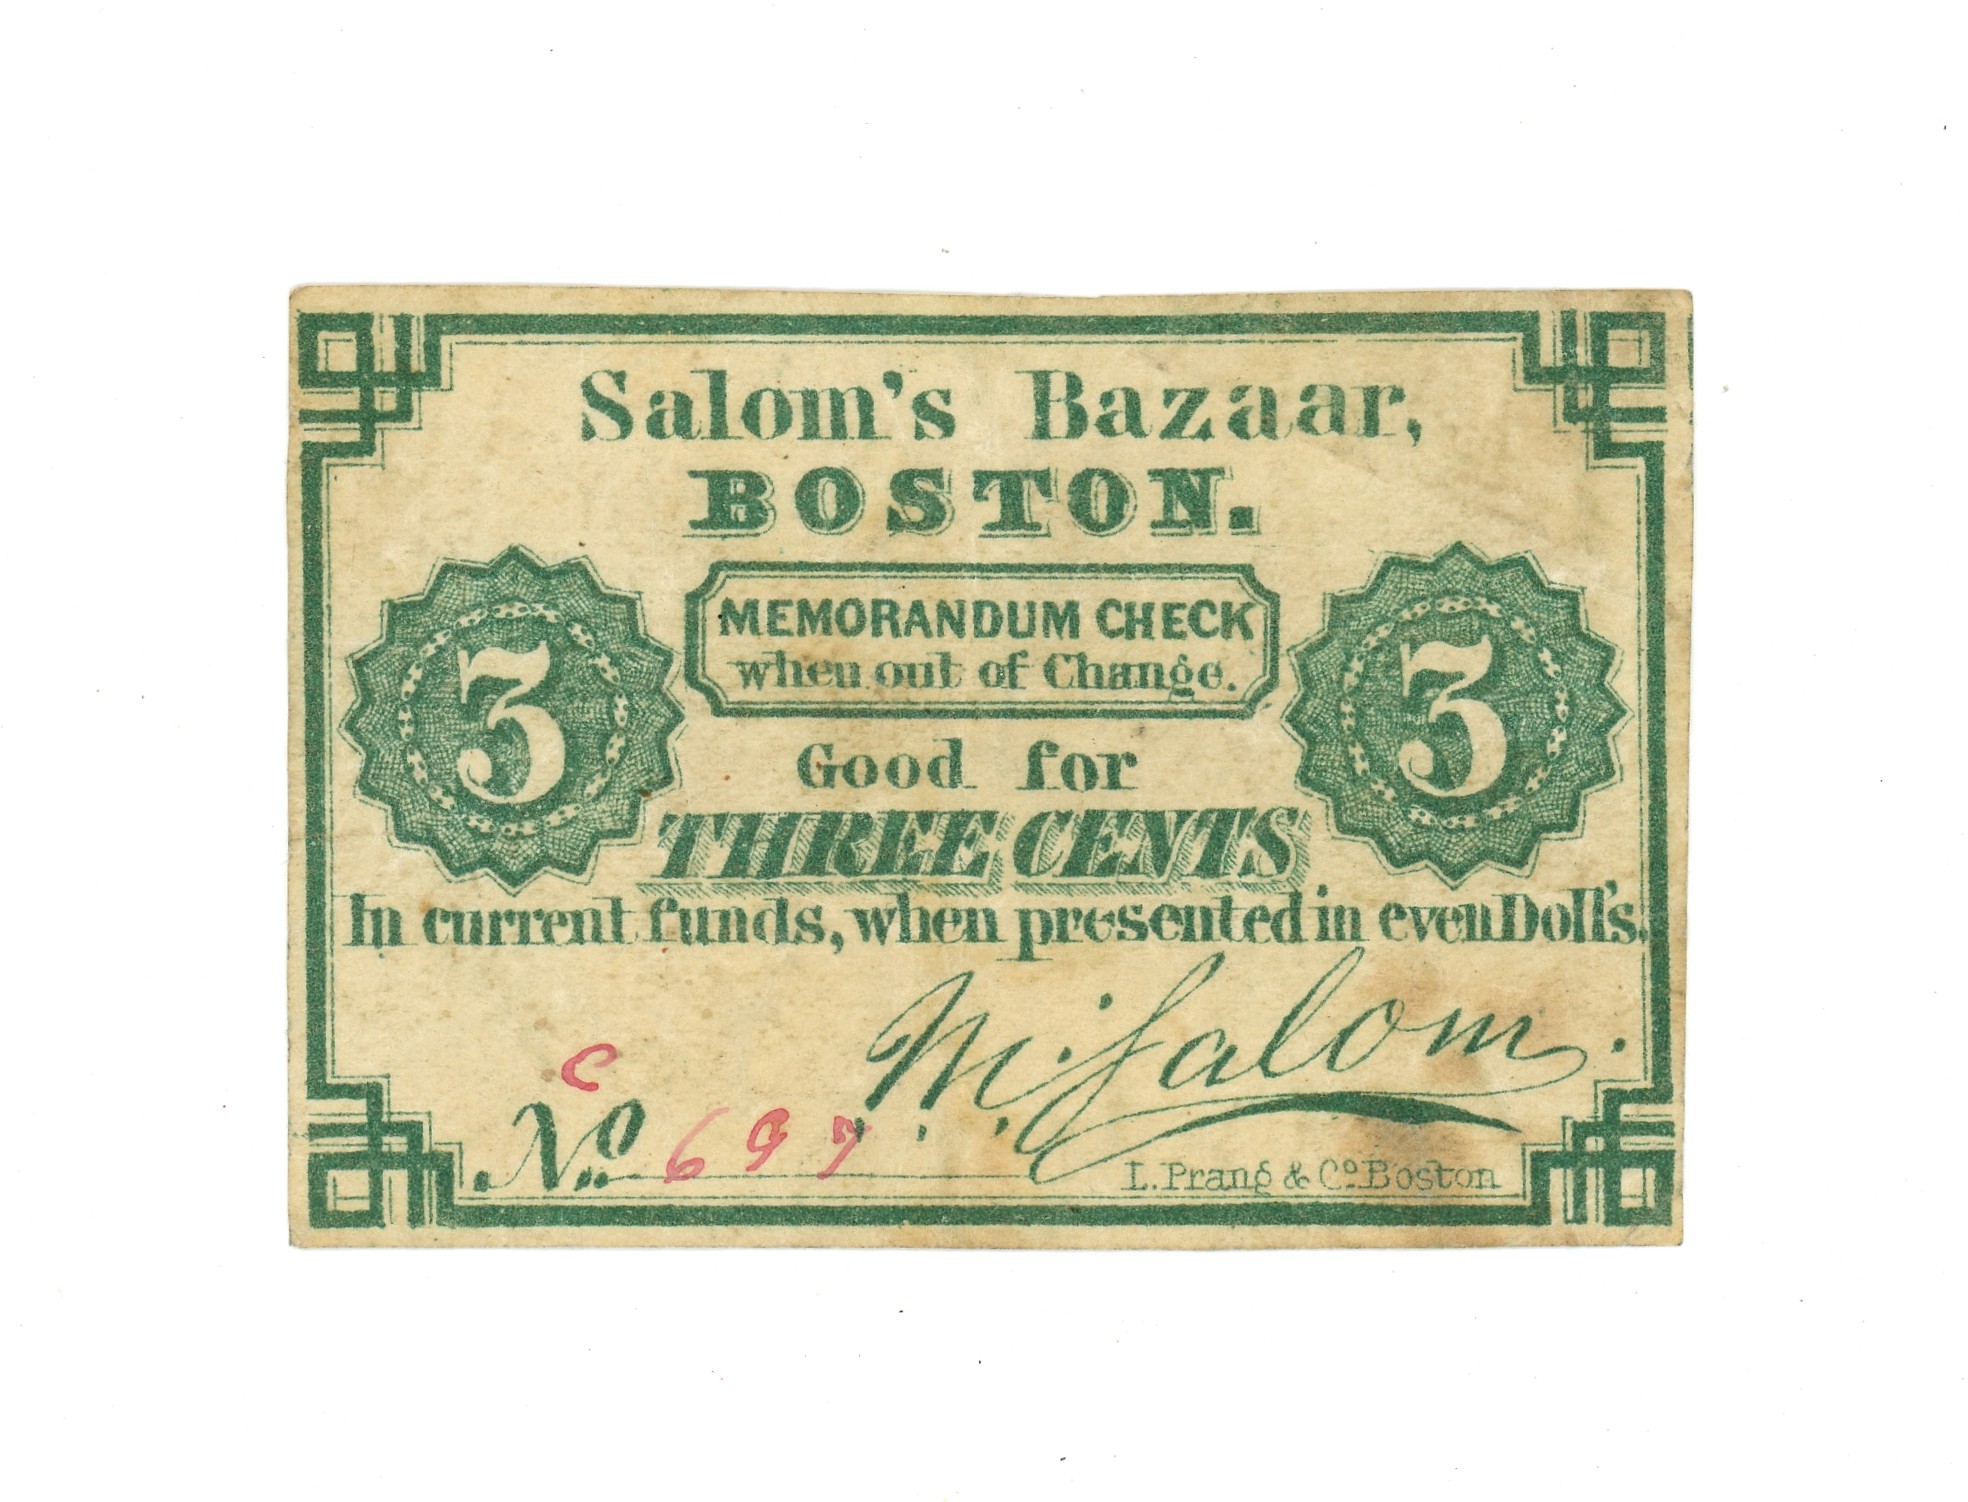 Salom's Bazaar,
BOSTON.
MEMORANDUM CHECK
when out of Change.
3
3
Good for
THREE CENTS
In current funds, when presented in even Doll's.
M. Salom.
C
No. 697
L. Prang & Co. Boston